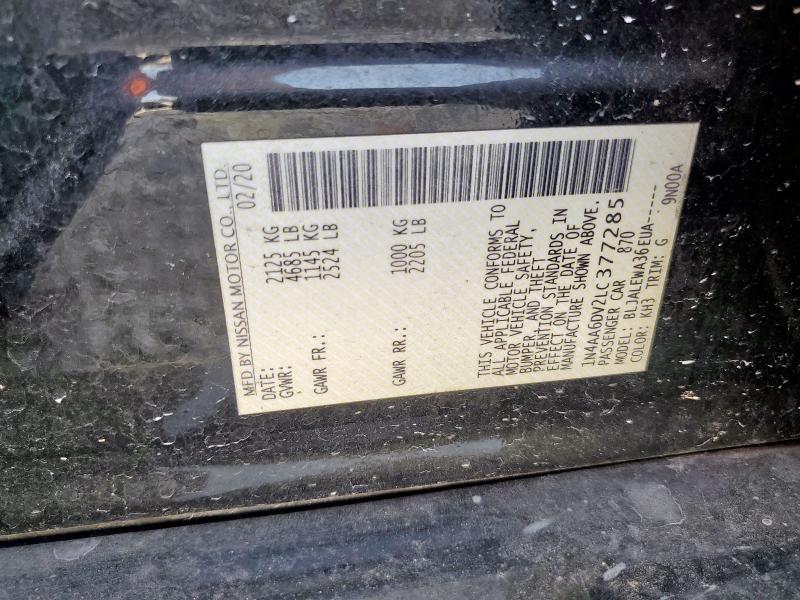 MFD BY NISSAN MOTOR CO., LTD.
DATE: 02/20
GVWR: 2125 KG
4685 LB
GAWR FR.: 1145 KG
2524 LB
GAWR RR.: 1000 KG
2205 LB
THIS VEHICLE CONFORMS TO
ALL APPLICABLE FEDERAL
MOTOR VEHICLE SAFETY,
BUMPER, AND THEFT
PREVENTION STANDARDS IN
EFFECT ON THE DATE OF
MANUFACTURE SHOWN ABOVE.
1N4AA6DV2LC377285
PASSENGER CAR 870
MODEL: BLJALEWA36EUA------
COLOR: KH3 TRIM: G 9N00A